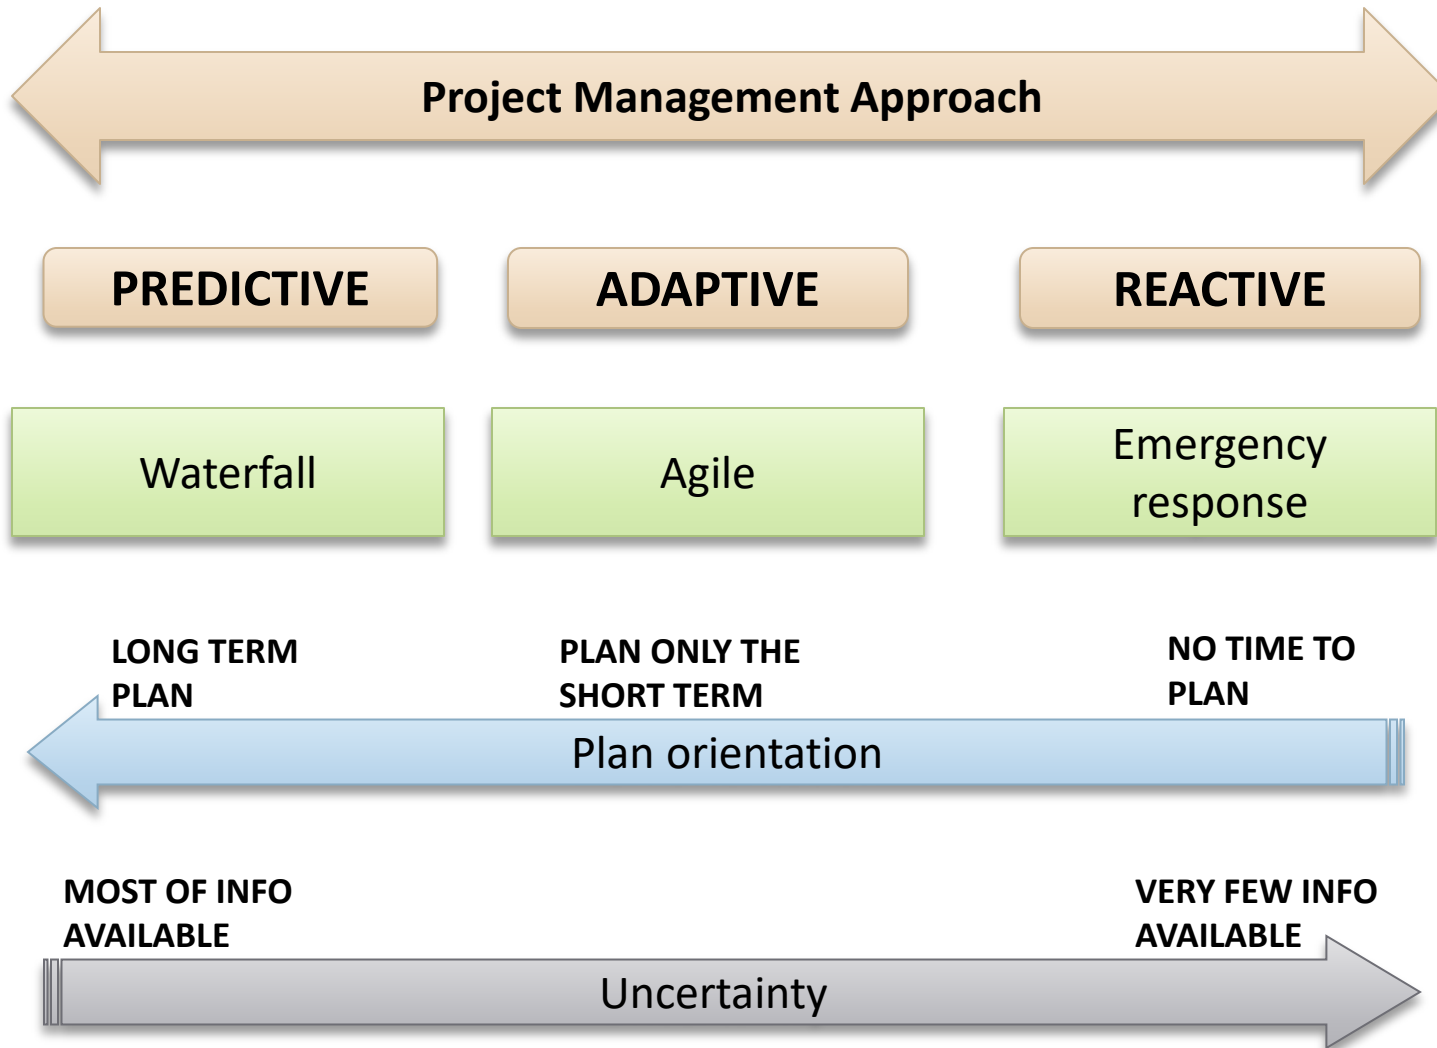 Project Management Approach
PREDICTIVE
ADAPTIVE
REACTIVE
Waterfall
Agile
Emergency
response
LONG TERM
PLAN
PLAN ONLY THE
SHORT TERM
NO TIME TO
PLAN
Plan orientation
MOST OF INFO
AVAILABLE
VERY FEW INFO
AVAILABLE
Uncertainty